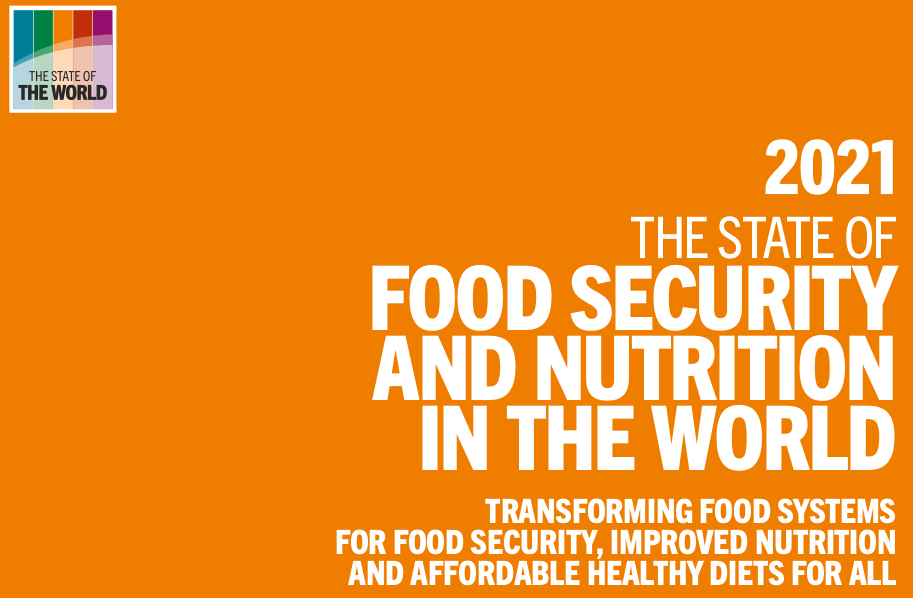 THE STATE OF
THE WORLD
2021
THE STATE OF
FOOD SECURITY
AND NUTRITION
IN THE WORLD
TRANSFORMING FOOD SYSTEMS
FOR FOOD SECURITY, IMPROVED NUTRITION
AND AFFORDABLE HEALTHY DIETS FOR ALL